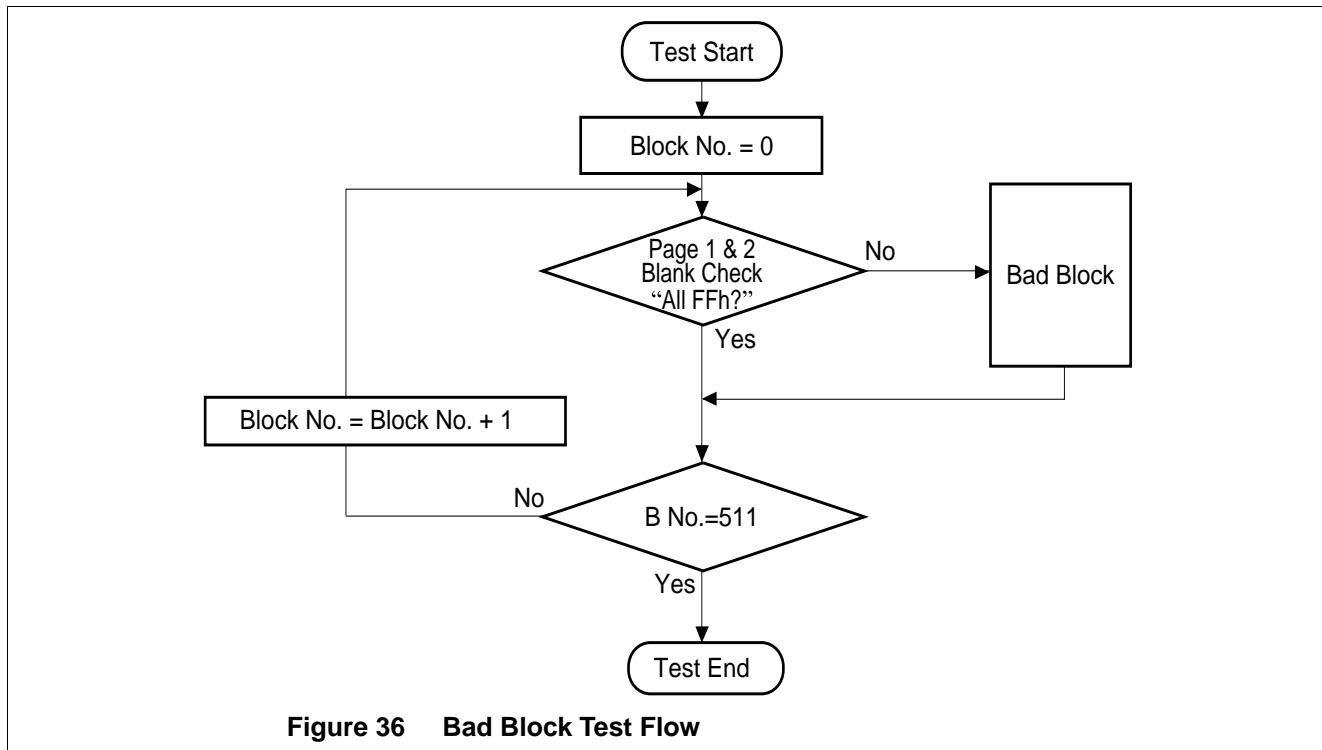 Test Start
Block No. = 0
Page 1 & 2
Blank Check
“All FFh?”
No
Bad Block
Yes
Block No. = Block No. + 1
No
B No.=511
Yes
Test End
Figure 36 Bad Block Test Flow